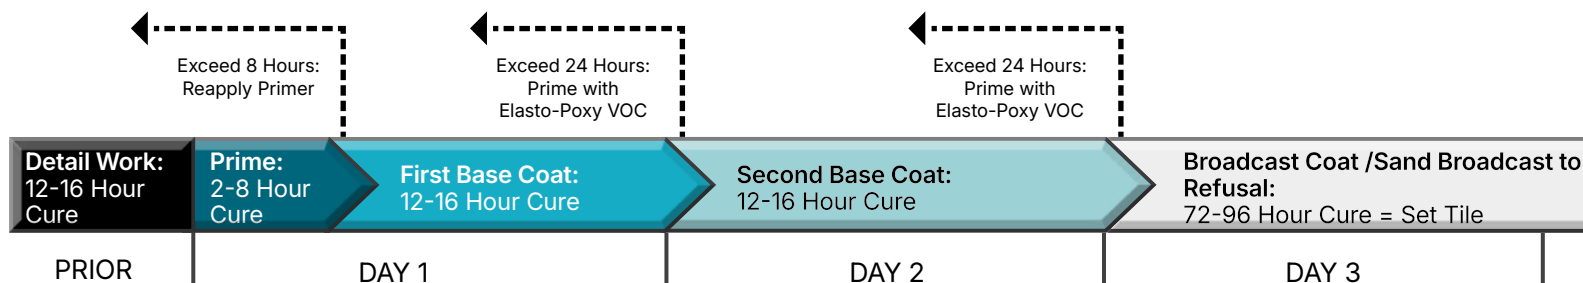 Exceed 8 Hours:
Reapply Primer
Exceed 24 Hours:
Prime with
Elasto-Poxy VOC
Exceed 24 Hours:
Prime with
Elasto-Poxy VOC
Detail Work:
12-16 Hour
Cure
Prime:
2-8 Hour
Cure
First Base Coat:
12-16 Hour Cure
Second Base Coat:
12-16 Hour Cure
Broadcast Coat /Sand Broadcast to
Refusal:
72-96 Hour Cure = Set Tile
PRIOR
DAY 1
DAY 2
DAY 3